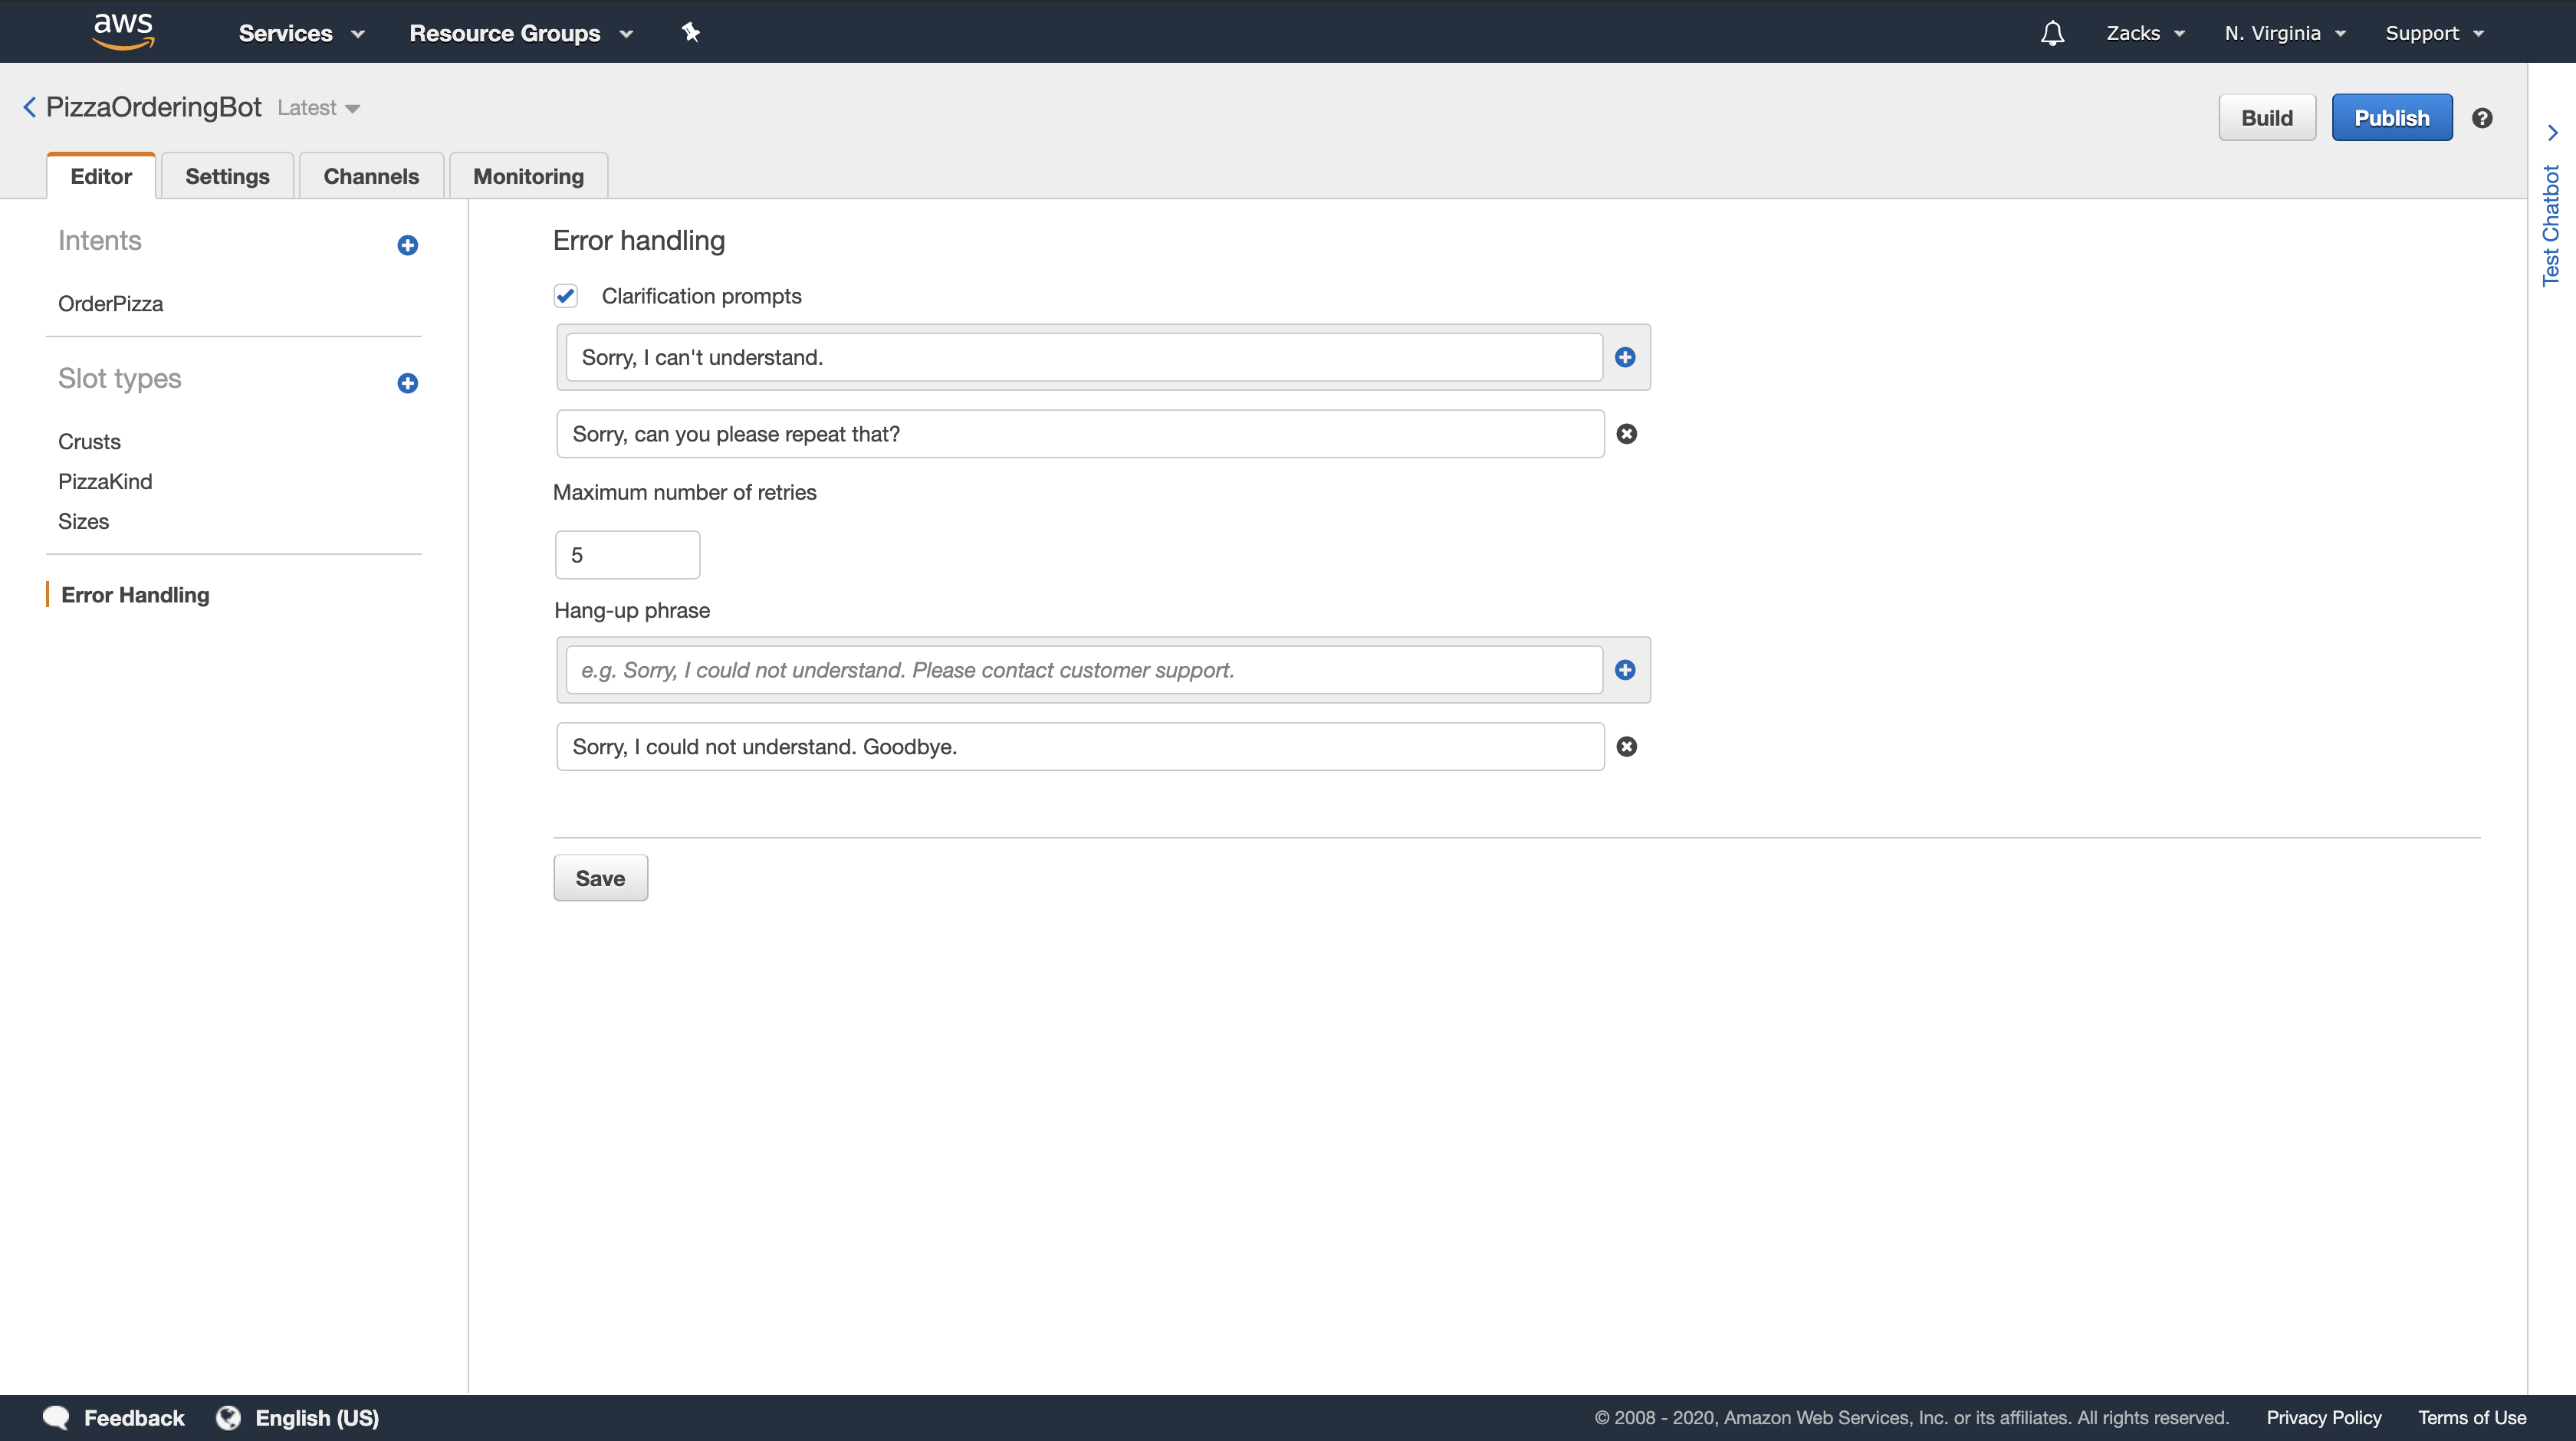 aws Services Resource Groups Zacks N. Virginia Support
PizzaOrderingBot Latest
Build Publish ?
Editor Settings Channels Monitoring
Test Chatbot
Intents
OrderPizza
Slot types
Crusts
PizzaKind
Sizes
Error Handling
Error handling
Clarification prompts
Sorry, I can't understand.
Sorry, can you please repeat that?
Maximum number of retries
5
Hang-up phrase
e.g. Sorry, I could not understand. Please contact customer support.
Sorry, I could not understand. Goodbye.
Save
Feedback English (US) © 2008 - 2020, Amazon Web Services, Inc. or its affiliates. All rights reserved. Privacy Policy Terms of Use